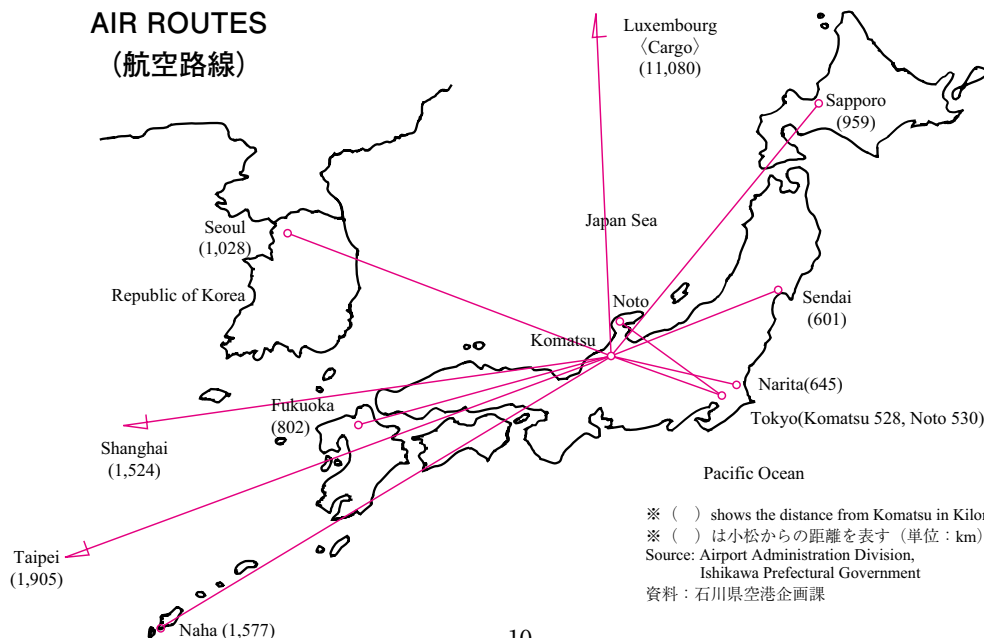 AIR ROUTES
(航空路線)
Luxembourg
〈Cargo〉
(11,080)
Sapporo
(959)
Japan Sea
Seoul
(1,028)
Republic of Korea
Noto
Sendai
(601)
Komatsu
Narita(645)
Fukuoka
(802)
Tokyo(Komatsu 528, Noto 530)
Shanghai
(1,524)
Pacific Ocean
※ (　) shows the distance from Komatsu in Kilon
※ (　) は小松からの距離を表す (単位：km)
Source: Airport Administration Division,
Ishikawa Prefectural Government
資料：石川県空港企画課
Taipei
(1,905)
Naha (1,577)
10